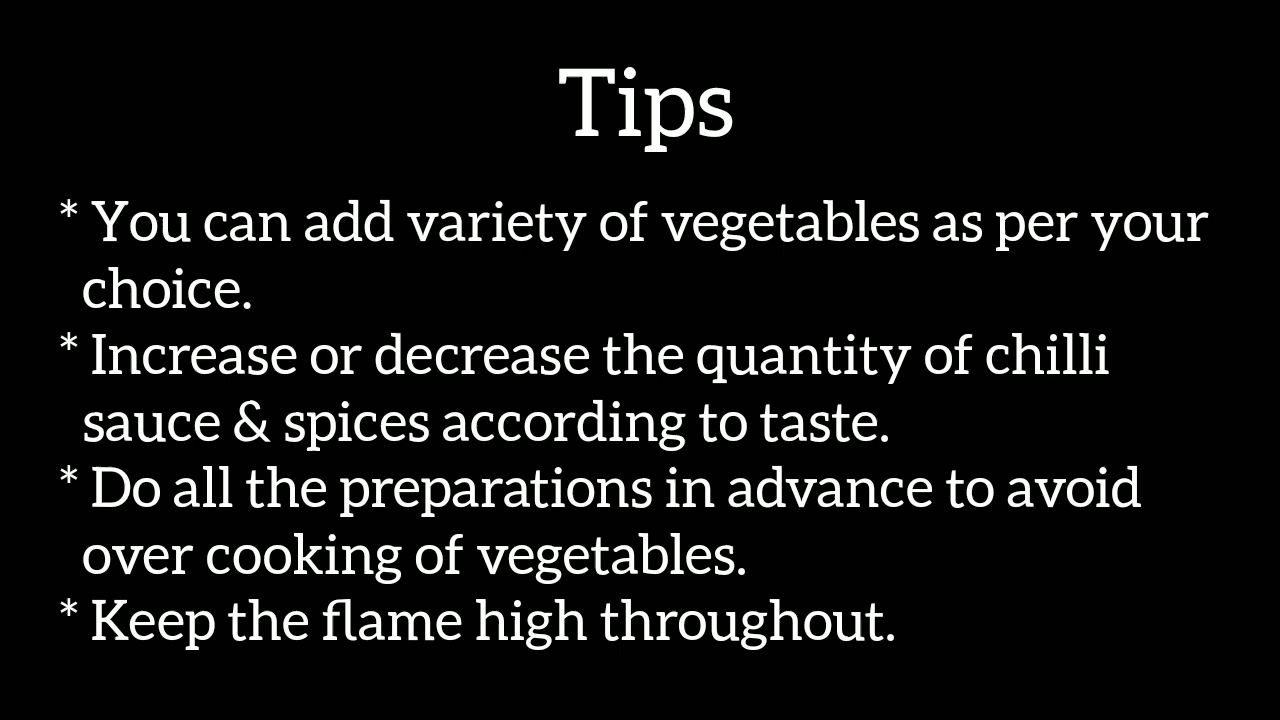 Tips
* You can add variety of vegetables as per your
choice.
* Increase or decrease the quantity of chilli
sauce & spices according to taste.
* Do all the preparations in advance to avoid
over cooking of vegetables.
* Keep the flame high throughout.